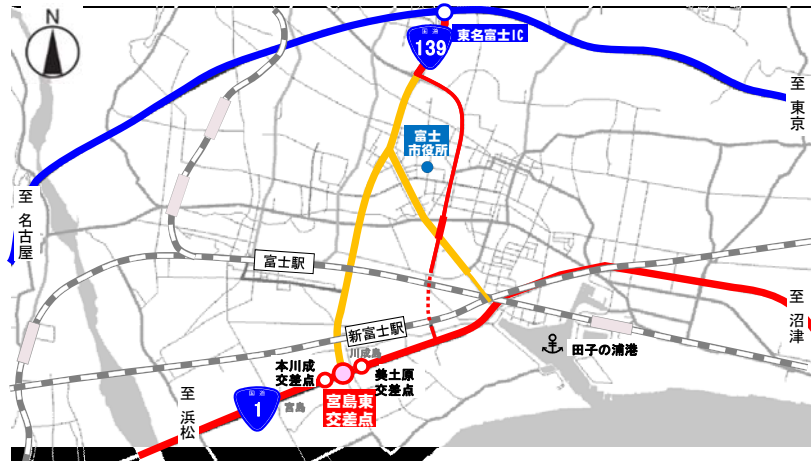 N
国道
139
東名富士IC
至 東京
富士
市役所
至 名古屋
富士駅
至 沼津
新富士駅
川成島
田子の浦港
本川成
交差点
美土原
交差点
宮島東
交差点
宮島
国道
1
至 浜松